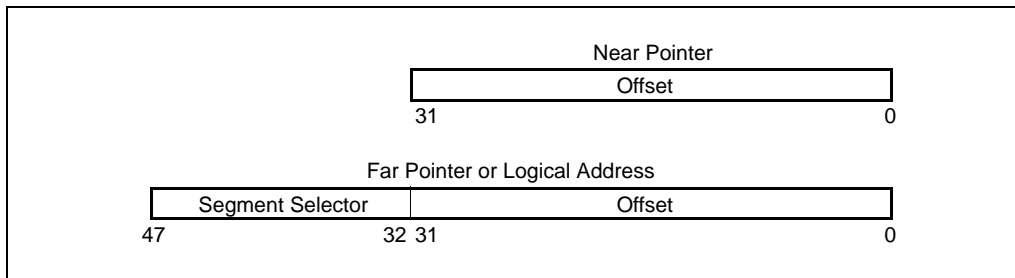 Near Pointer
Offset
31 0
Far Pointer or Logical Address
Segment Selector Offset
47 32 31 0